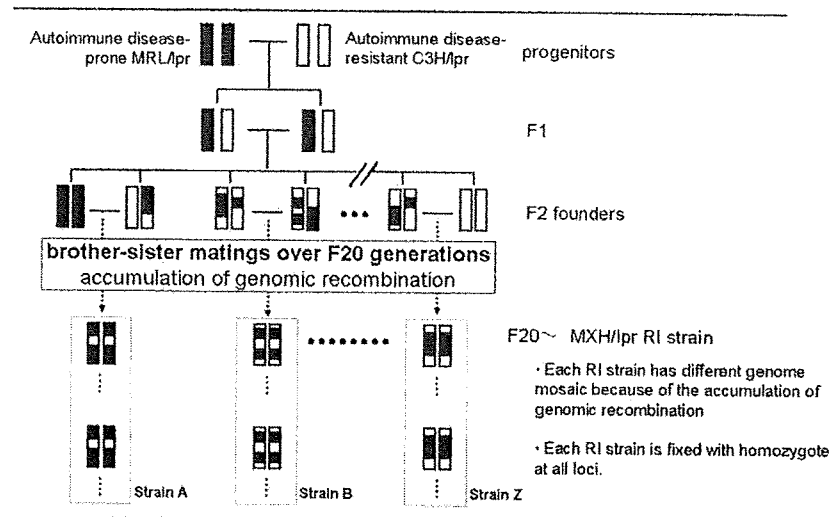 Autoimmune disease-
prone MRL/lpr
Autoimmune disease-
resistant C3H/lpr
progenitors
F1
F2 founders
brother-sister matings over F20 generations
accumulation of genomic recombination
F20～ MXH/lpr RI strain
・Each RI strain has different genome
mosaic because of the accumulation of
genomic recombination
・Each RI strain is fixed with homozygote
at all loci.
Strain A
Strain B
Strain Z